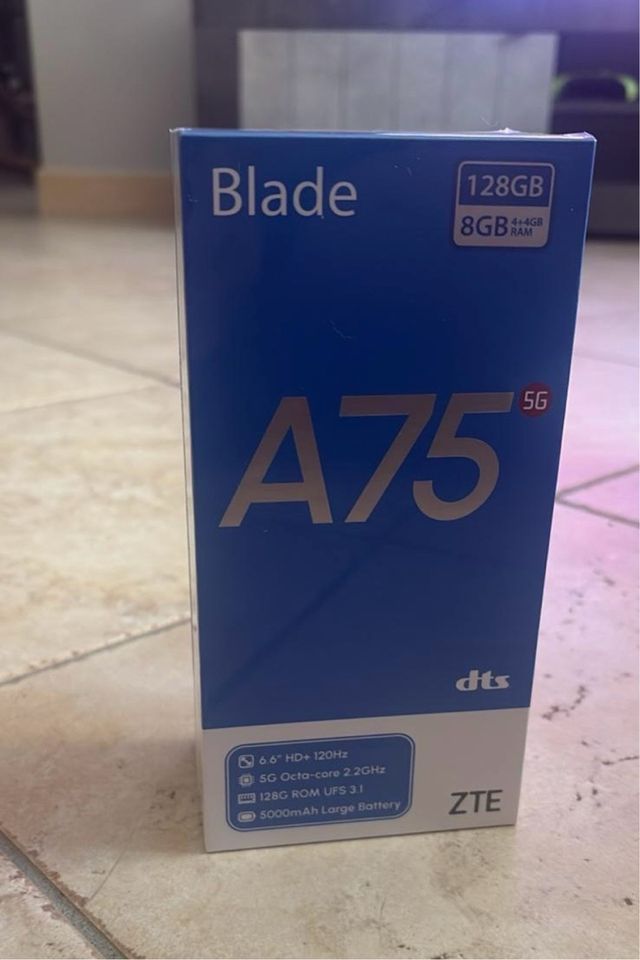 Blade
128GB
8GB 4+4GB RAM
A75 5G
dts
6.6" HD+ 120Hz
5G Octa-core 2.2GHz
128G ROM UFS 3.1
5000mAh Large Battery
ZTE